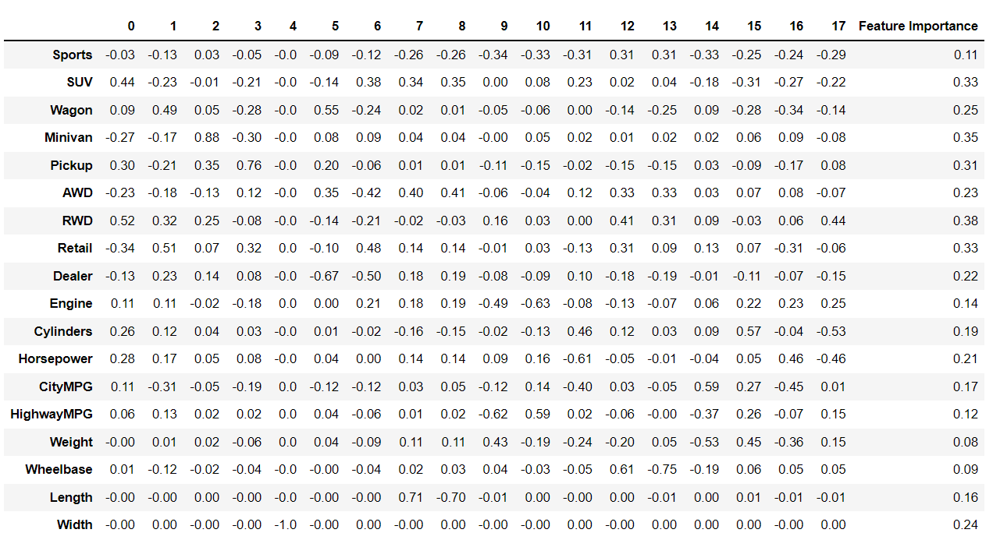 0 1 2 3 4 5 6 7 8 9 10 11 12 13 14 15 16 17 Feature Importance
Sports -0.03 -0.13 0.03 -0.05 -0.0 -0.09 -0.12 -0.26 -0.26 -0.34 -0.33 -0.31 0.31 0.31 -0.33 -0.25 -0.24 -0.29 0.11
SUV 0.44 -0.23 -0.01 -0.21 -0.0 -0.14 0.38 0.34 0.35 0.00 0.08 0.23 0.02 0.04 -0.18 -0.31 -0.27 -0.22 0.33
Wagon 0.09 0.49 0.05 -0.28 -0.0 0.55 -0.24 0.02 0.01 -0.05 -0.06 0.00 -0.14 -0.25 0.09 -0.28 -0.34 -0.14 0.25
Minivan -0.27 -0.17 0.88 -0.30 -0.0 0.08 0.09 0.04 0.04 -0.00 0.05 0.02 0.01 0.02 0.02 0.06 0.09 -0.08 0.35
Pickup 0.30 -0.21 0.35 0.76 -0.0 0.20 -0.06 0.01 0.01 -0.11 -0.15 -0.02 -0.15 -0.15 0.03 -0.09 -0.17 0.08 0.31
AWD -0.23 -0.18 -0.13 0.12 -0.0 0.35 -0.42 0.40 0.41 -0.06 -0.04 0.12 0.33 0.33 0.03 0.07 0.08 -0.07 0.23
RWD 0.52 0.32 0.25 -0.08 -0.0 -0.14 -0.21 -0.02 -0.03 0.16 0.03 0.00 0.41 0.31 0.09 -0.03 0.06 0.44 0.38
Retail -0.34 0.51 0.07 0.32 0.0 -0.10 0.48 0.14 0.14 -0.01 0.03 -0.13 0.31 0.09 0.13 0.07 -0.31 -0.06 0.33
Dealer -0.13 0.23 0.14 0.08 -0.0 -0.67 -0.50 0.18 0.19 -0.08 -0.09 0.10 -0.18 -0.19 -0.01 -0.11 -0.07 -0.15 0.22
Engine 0.11 0.11 -0.02 -0.18 0.0 0.00 0.21 0.18 0.19 -0.49 -0.63 -0.08 -0.13 -0.07 0.06 0.22 0.23 0.25 0.14
Cylinders 0.26 0.12 0.04 0.03 -0.0 0.01 -0.02 -0.16 -0.15 -0.02 -0.13 0.46 0.12 0.03 0.09 0.57 -0.04 -0.53 0.19
Horsepower 0.28 0.17 0.05 0.08 -0.0 0.04 0.00 0.14 0.14 0.09 0.16 -0.61 -0.05 -0.01 -0.04 0.05 0.46 -0.46 0.21
CityMPG 0.11 -0.31 -0.05 -0.19 0.0 -0.12 -0.12 0.03 0.05 -0.12 0.14 -0.40 0.03 -0.05 0.59 0.27 -0.45 0.01 0.17
HighwayMPG 0.06 0.13 0.02 0.02 0.0 0.04 -0.06 0.01 0.02 -0.62 0.59 0.02 -0.06 -0.00 -0.37 0.26 -0.07 0.15 0.12
Weight -0.00 0.01 0.02 -0.06 0.0 0.04 -0.09 0.11 0.11 0.43 -0.19 -0.24 -0.20 0.05 -0.53 0.45 -0.36 0.15 0.08
Wheelbase 0.01 -0.12 -0.02 -0.04 -0.0 -0.00 -0.04 0.02 0.03 0.04 -0.03 -0.05 0.61 -0.75 -0.19 0.06 0.05 0.05 0.09
Length -0.00 -0.00 0.00 -0.00 -0.0 -0.00 -0.00 0.71 -0.70 -0.01 0.00 -0.00 0.00 -0.01 0.00 0.01 -0.01 -0.01 0.16
Width -0.00 0.00 -0.00 -0.00 -1.0 -0.00 0.00 -0.00 0.00 -0.00 -0.00 0.00 -0.00 0.00 -0.00 0.00 -0.00 0.00 0.24